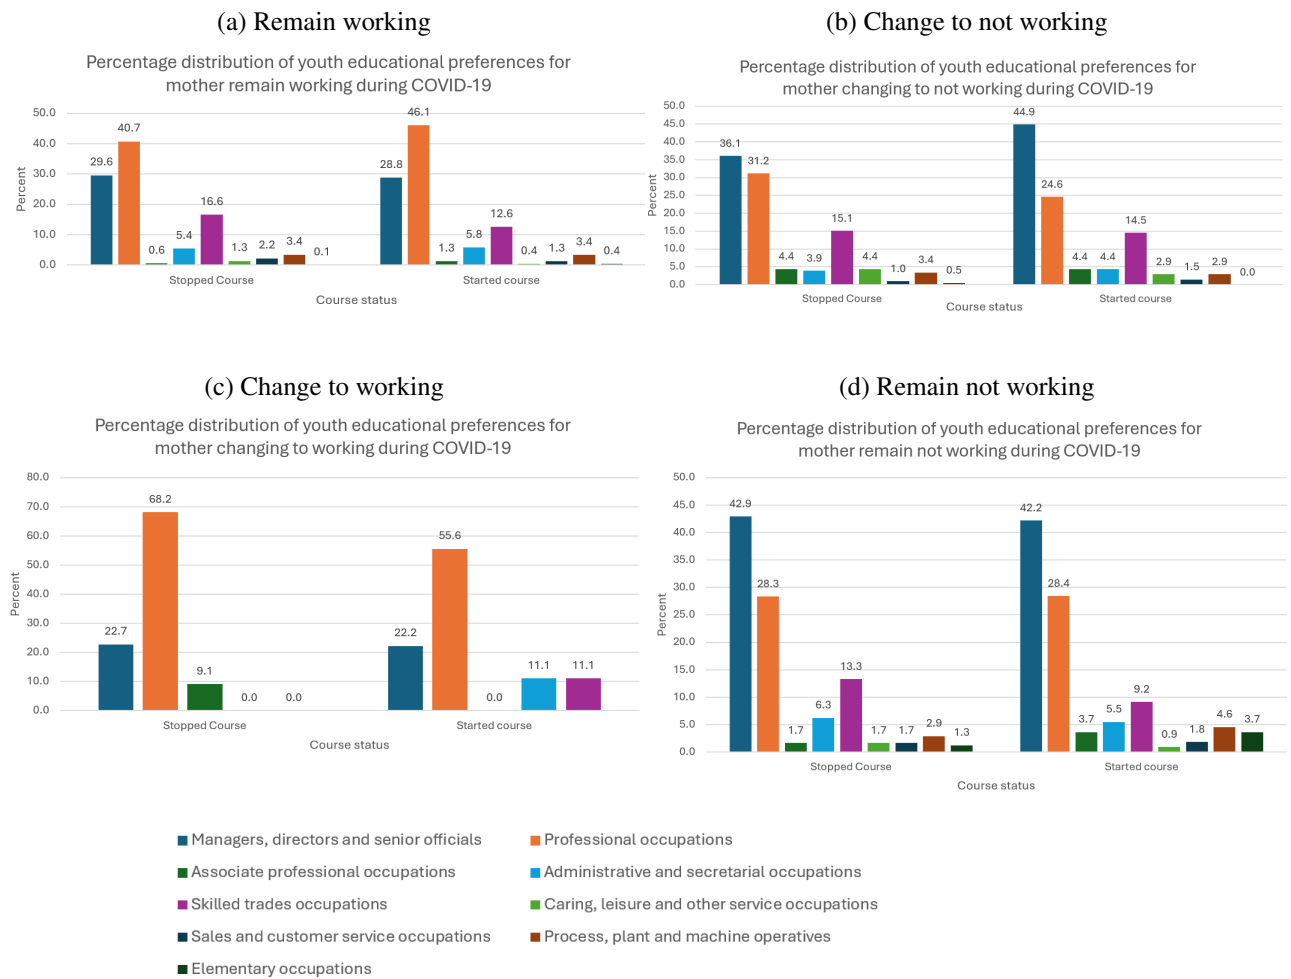 (a) Remain working
Percentage distribution of youth educational preferences for
mother remain working during COVID-19
50.0
40.0
30.0
20.0
10.0
0.0
Percent
29.6
40.7
0.6
5.4
16.6
1.3
2.2
3.4
0.1
28.8
46.1
1.3
5.8
12.6
0.4
1.3
3.4
0.4
Stopped Course
Started course
Course status
(b) Change to not working
Percentage distribution of youth educational preferences for
mother changing to not working during COVID-19
50.0
45.0
40.0
35.0
30.0
25.0
20.0
15.0
10.0
5.0
0.0
Percent
36.1
31.2
4.4
3.9
15.1
4.4
1.0
3.4
0.5
44.9
24.6
4.4
4.4
14.5
2.9
1.5
2.9
0.0
Stopped Course
Started course
Course status
(c) Change to working
Percentage distribution of youth educational preferences for
mother changing to working during COVID-19
80.0
70.0
60.0
50.0
40.0
30.0
20.0
10.0
0.0
Percent
22.7
68.2
9.1
0.0
0.0
22.2
55.6
0.0
11.1
11.1
Stopped Course
Started course
Course status
(d) Remain not working
Percentage distribution of youth educational preferences for
mother remain not working during COVID-19
50.0
45.0
40.0
35.0
30.0
25.0
20.0
15.0
10.0
5.0
0.0
Percent
42.9
28.3
1.7
6.3
13.3
1.7
1.7
2.9
1.3
42.2
28.4
3.7
5.5
9.2
0.9
1.8
4.6
3.7
Stopped Course
Started course
Course status
Managers, directors and senior officials
Professional occupations
Associate professional occupations
Administrative and secretarial occupations
Skilled trades occupations
Caring, leisure and other service occupations
Sales and customer service occupations
Process, plant and machine operatives
Elementary occupations